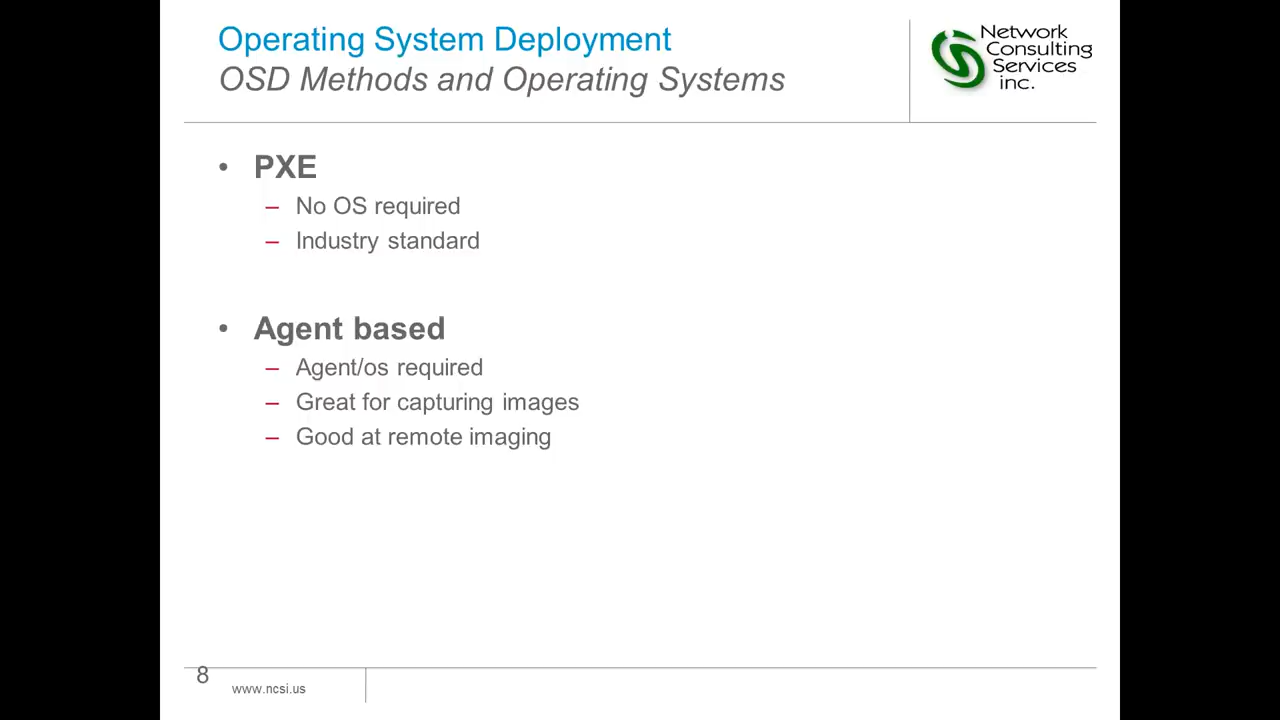 Operating System Deployment
OSD Methods and Operating Systems
Network
Consulting
Services
inc.
• PXE
– No OS required
– Industry standard
• Agent based
– Agent/os required
– Great for capturing images
– Good at remote imaging
8
www.ncsi.us